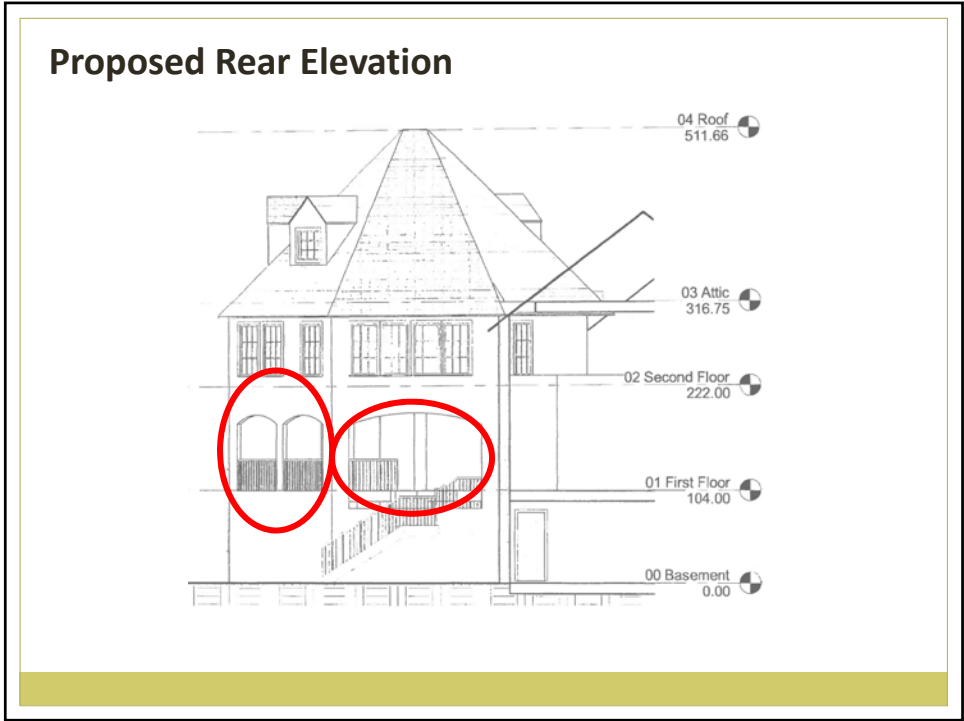 Proposed Rear Elevation
04 Roof
511.66
03 Attic
316.75
02 Second Floor
222.00
01 First Floor
104.00
00 Basement
0.00